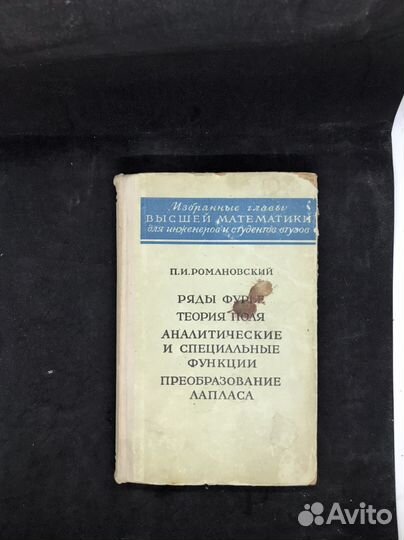 Избранные главы
ВЫСШЕЙ МАТЕМАТИКИ
для инженеров и студентов втузов
П.И.РОМАНОВСКИЙ
РЯДЫ ФУРЬЕ
ТЕОРИЯ ПОЛЯ
АНАЛИТИЧЕСКИЕ
И СПЕЦИАЛЬНЫЕ
ФУНКЦИИ
ПРЕОБРАЗОВАНИЕ
ЛАПЛАСА
Avito